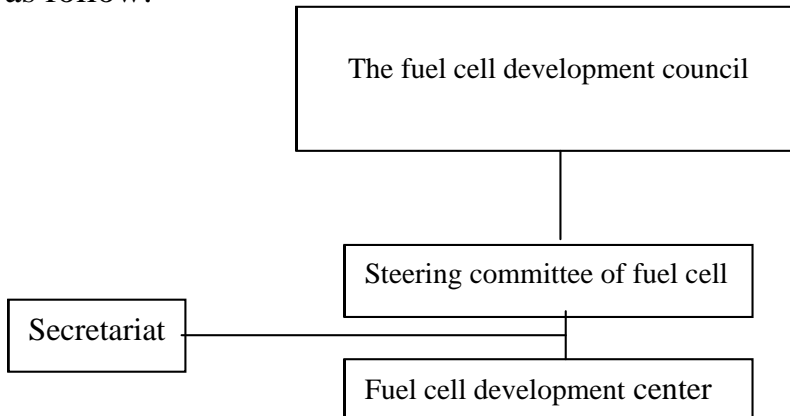 as follow:
The fuel cell development council
Steering committee of fuel cell
Secretariat
Fuel cell development center